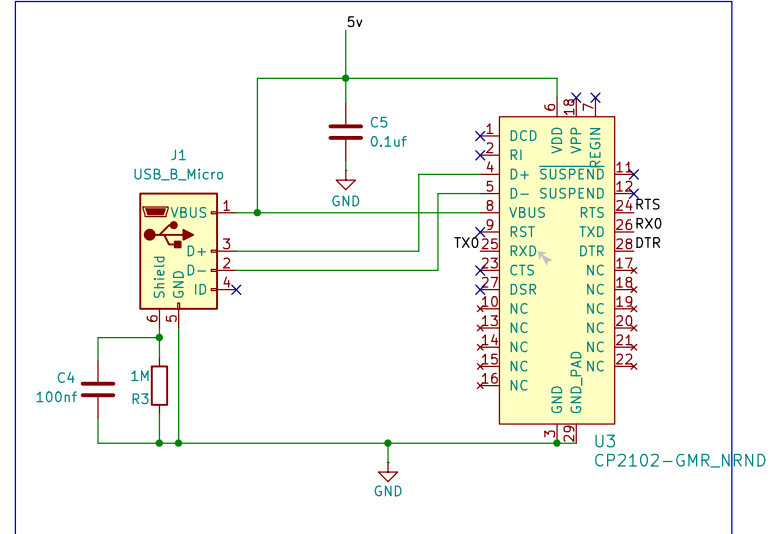 5v
C5
0.1uf
GND
J1
USB_B_Micro
VBUS 1
D+ 3
D- 2
ID 4
Shield
GND
6
5
C4
100nf
1M
R3
GND
6
18
7
VDD
VPP
REGIN
1 DCD
2 RI
4 D+
5 D-
8 VBUS
9 RST
TX0 25 RXD
23 CTS
27 DSR
10 NC
13 NC
14 NC
15 NC
16 NC
SUSPEND 11
SUSPEND 12
RTS 24 RTS
TXD 26 RX0
DTR 28 DTR
NC 17
NC 18
NC 19
NC 20
NC 21
NC 22
GND
GND_PAD
3
29
U3
CP2102-GMR_NRND